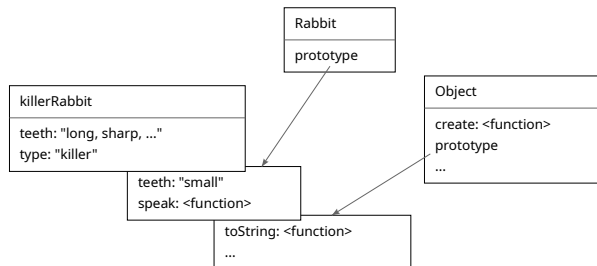 Rabbit
prototype
killerRabbit
teeth: "long, sharp, ..."
type: "killer"
Object
create: <function>
prototype
...
teeth: "small"
speak: <function>
toString: <function>
...